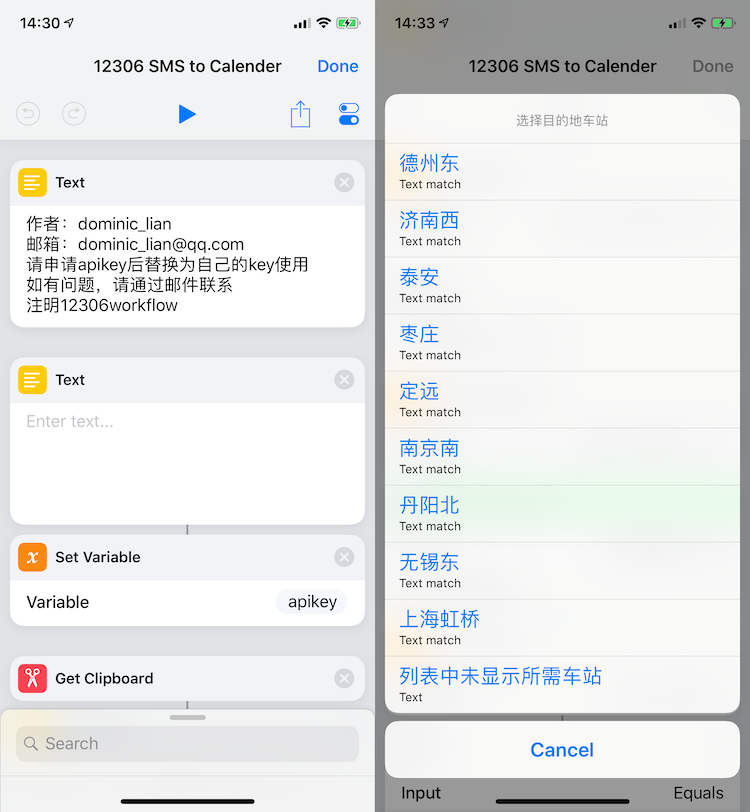 14:30
12306 SMS to Calender
Done
Text
作者：dominic_lian
邮箱：dominic_lian@qq.com
请申请apikey后替换为自己的key使用
如有问题，请通过邮件联系
注明12306workflow
Text
Enter text...
x
Set Variable
Variable
apikey
Get Clipboard
Search
14:33
12306 SMS to Calender
Done
选择目的地车站
德州东
Text match
济南西
Text match
泰安
Text match
枣庄
Text match
定远
Text match
南京南
Text match
丹阳北
Text match
无锡东
Text match
上海虹桥
Text match
列表中未显示所需车站
Text
Cancel
Input
Equals